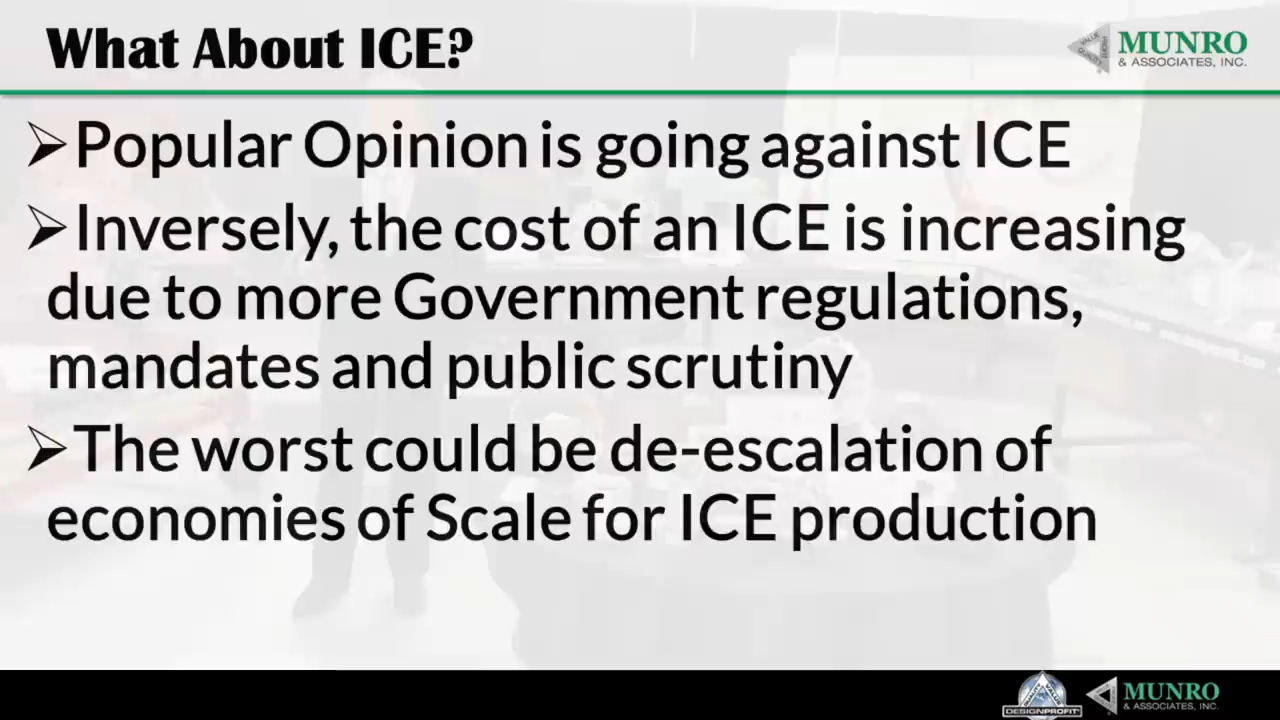 What About ICE?
MUNRO
& ASSOCIATES, INC.
Popular Opinion is going against ICE
Inversely, the cost of an ICE is increasing
due to more Government regulations,
mandates and public scrutiny
The worst could be de-escalation of
economies of Scale for ICE production
DESIGNPROFIT
MUNRO
& ASSOCIATES, INC.